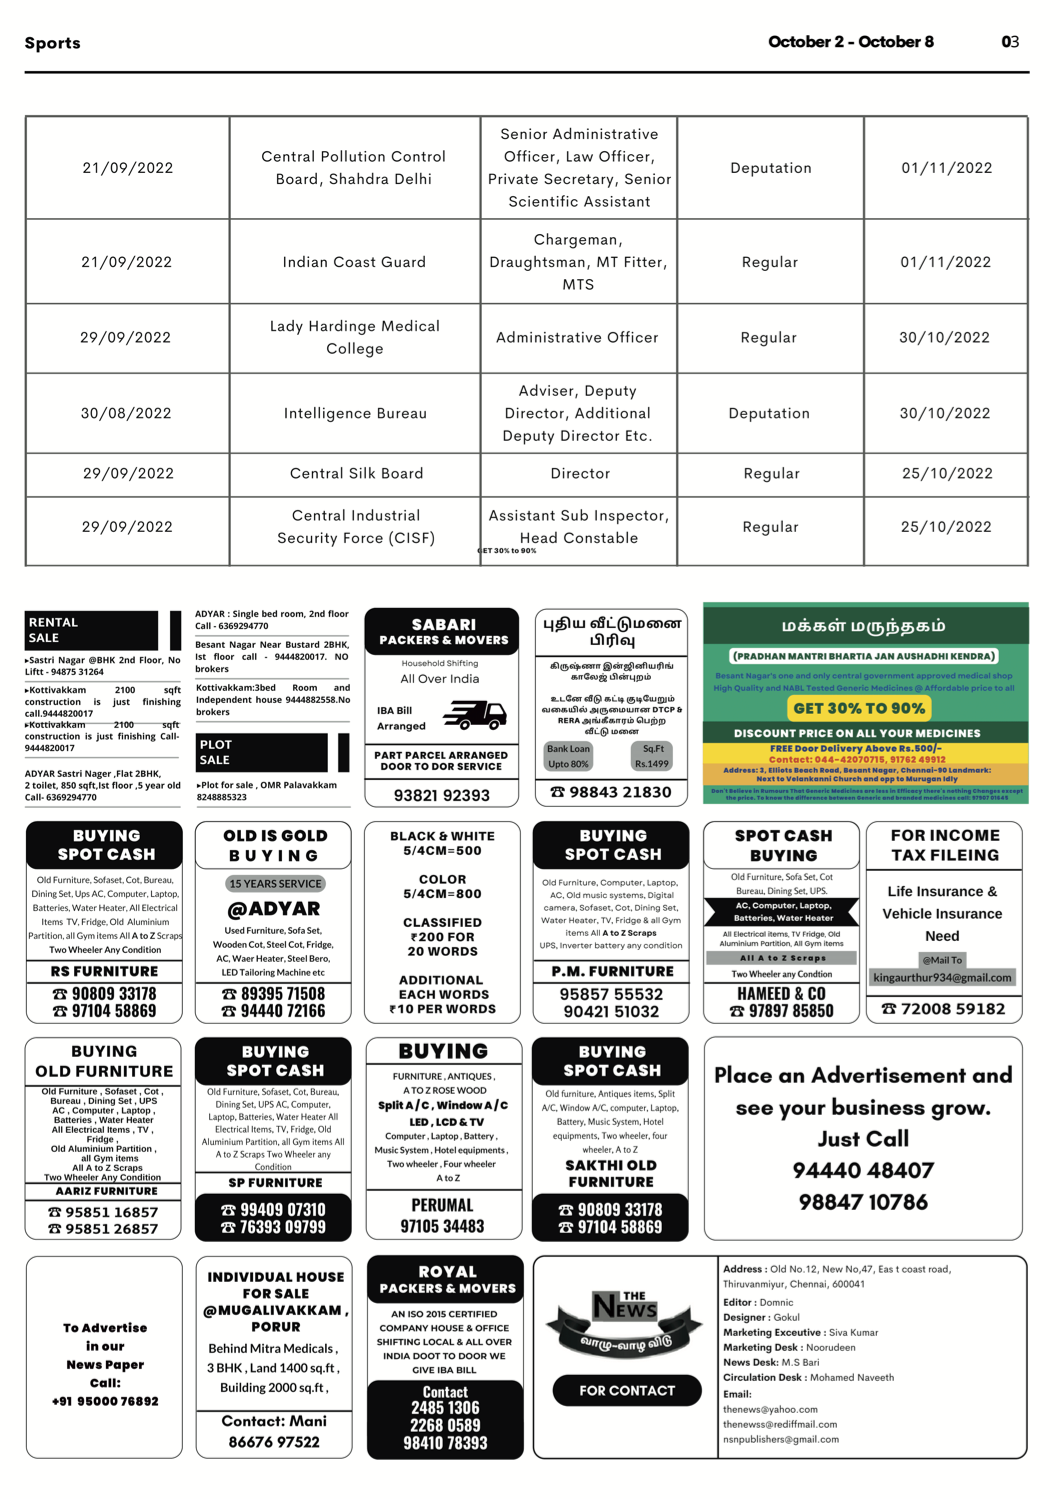 Sports
October 2 - October 8
03
21/09/2022
Central Pollution Control
Board, Shahdra Delhi
Senior Administrative
Officer, Law Officer,
Private Secretary, Senior
Scientific Assistant
Deputation
01/11/2022
21/09/2022
Indian Coast Guard
Chargeman,
Draughtsman, MT Fitter,
MTS
Regular
01/11/2022
29/09/2022
Lady Hardinge Medical
College
Administrative Officer
Regular
30/10/2022
30/08/2022
Intelligence Bureau
Adviser, Deputy
Director, Additional
Deputy Director Etc.
Deputation
30/10/2022
29/09/2022
Central Silk Board
Director
Regular
25/10/2022
29/09/2022
Central Industrial
Security Force (CISF)
Assistant Sub Inspector,
Head Constable
GET 30% to 90%
Regular
25/10/2022
RENTAL
SALE
▸Sastri Nagar @BHK 2nd Floor, No
Liftt - 94875 31264
▸Kottivakkam 2100 sqft
construction is just finishing
call.9444820017
▸Kottivakkam 2100 sqft
construction is just finishing Call-
9444820017
ADYAR Sastri Nager ,Flat 2BHK,
2 toilet, 850 sqft,Ist floor ,5 year old
Call- 6369294770
ADYAR : Single bed room, 2nd floor
Call - 6369294770
Besant Nagar Near Bustard 2BHK,
Ist floor call - 9444820017. NO
brokers
Kottivakkam:3bed Room and
Independent house 9444882558.No
brokers
PLOT
SALE
▸Plot for sale , OMR Palavakkam
8248885323
SABARI
PACKERS & MOVERS
Household Shifting
All Over India
IBA Bill
Arranged
PART PARCEL ARRANGED
DOOR TO DOR SERVICE
93821 92393
புதிய வீட்டுமனை
பிரிவு
கிருஷ்ணா இன்ஜினியரிங்
காலேஜ் பின்புறம்
உடனே வீடு கட்டி குடியேறும்
வகையில் அருமையான DTCP &
RERA அங்கீகாரம் பெற்ற
வீட்டு மனை
Bank Loan
Upto 80%
Sq.Ft
Rs.1499
☎ 98843 21830
மக்கள் மருந்தகம்
(PRADHAN MANTRI BHARTIA JAN AUSHADHI KENDRA)
Besant Nagar's one and only central government approved medical shop
High Quality and NABL Tested Generic Medicines @ Affordable price to all
GET 30% TO 90%
DISCOUNT PRICE ON ALL YOUR MEDICINES
FREE Door Delivery Above Rs.500/-
Contact: 044-42070715, 91762 49912
Address: 3, Elliots Beach Road, Besant Nagar, Chennai-90 Landmark:
Next to Velankanni Church and opp to Murugan Idly
Don't Believe in Rumours That Generic Medicines are less in Efficacy there's nothing Changes except
the price. To know the difference between Generic and branded medicines call:
BUYING
SPOT CASH
Old Furniture, Sofaset, Cot, Bureau,
Dining Set, Ups AC, Computer, Laptop,
Batteries, Water Heater, All Electrical
Items TV, Fridge, Old Aluminium
Partition, all Gym items All A to Z Scraps
Two Wheeler Any Condition
RS FURNITURE
☎ 90809 33178
☎ 97104 58869
OLD IS GOLD
BUYING
15 YEARS SERVICE
@ADYAR
Used Furniture, Sofa Set,
Wooden Cot, Steel Cot, Fridge,
AC, Waer Heater, Steel Bero,
LED Tailoring Machine etc
☎ 89395 71508
☎ 94440 72166
BLACK & WHITE
5/4CM=500
COLOR
5/4CM=800
CLASSIFIED
₹200 FOR
20 WORDS
ADDITIONAL
EACH WORDS
₹10 PER WORDS
BUYING
SPOT CASH
Old Furniture, Computer, Laptop,
AC, Old music systems, Digital
camera, Sofaset, Cot, Dining Set,
Water Heater, TV, Fridge & all Gym
items All A to Z Scraps
UPS, Inverter battery any condition
P.M. FURNITURE
95857 55532
90421 51032
SPOT CASH
BUYING
Old Furniture, Sofa Set, Cot
Bureau, Dining Set, UPS.
AC, Computer, Laptop,
Batteries, Water Heater
All Electrical items, TV Fridge, Old
Aluminium Partition, All Gym items
All A to Z Scraps
Two Wheeler any Condtion
HAMEED & CO
☎ 97897 85850
FOR INCOME
TAX FILEING
Life Insurance &
Vehicle Insurance
Need
@Mail To
kingaurthur934@gmail.com
☎ 72008 59182
BUYING
OLD FURNITURE
Old Furniture , Sofaset , Cot ,
Bureau , Dining Set , UPS
AC , Computer , Laptop ,
Batteries , Water Heater
All Electrical Items , TV ,
Fridge ,
Old Aluminium Partition ,
all Gym items
All A to Z Scraps
Two Wheeler Any Condition
AARIZ FURNITURE
☎ 95851 16857
☎ 95851 26857
BUYING
SPOT CASH
Old Furniture, Sofaset, Cot, Bureau,
Dining Set, UPS AC, Computer,
Laptop, Batteries, Water Heater All
Electrical Items, TV, Fridge, Old
Aluminium Partition, all Gym items All
A to Z Scraps Two Wheeler any
Condition
SP FURNITURE
☎ 99409 07310
☎ 76393 09799
BUYING
FURNITURE , ANTIQUES ,
A TO Z ROSE WOOD
Split A/C , Window A/C
LED , LCD & TV
Computer , Laptop , Battery ,
Music System , Hotel equipments ,
Two wheeler , Four wheeler
A to Z
PERUMAL
97105 34483
BUYING
SPOT CASH
Old furniture, Antiques items, Split
A/C, Window A/C, computer, Laptop,
Battery, Music System, Hotel
equipments, Two wheeler, four
wheeler, A to Z
SAKTHI OLD
FURNITURE
☎ 90809 33178
☎ 97104 58869
Place an Advertisement and
see your business grow.
Just Call
94440 48407
98847 10786
To Advertise
in our
News Paper
Call:
+91 95000 76892
INDIVIDUAL HOUSE
FOR SALE
@MUGALIVAKKAM ,
PORUR
Behind Mitra Medicals ,
3 BHK , Land 1400 sq.ft ,
Building 2000 sq.ft ,
Contact: Mani
86676 97522
ROYAL
PACKERS & MOVERS
AN ISO 2015 CERTIFIED
COMPANY HOUSE & OFFICE
SHIFTING LOCAL & ALL OVER
INDIA DOOT TO DOOR WE
GIVE IBA BILL
Contact
2485 1306
2268 0589
98410 78393
THE
NEWS
வாழு-வாழ விடு
FOR CONTACT
Address : Old No.12, New No,47, Eas t coast road,
Thiruvanmiyur, Chennai, 600041
Editor : Domnic
Designer : Gokul
Marketing Exceutive : Siva Kumar
Marketing Desk : Noorudeen
News Desk: M.S Bari
Circulation Desk : Mohamed Naveeth
Email:
thenews@yahoo.com
thenewss@rediffmail.com
nsnpublishers@gmail.com